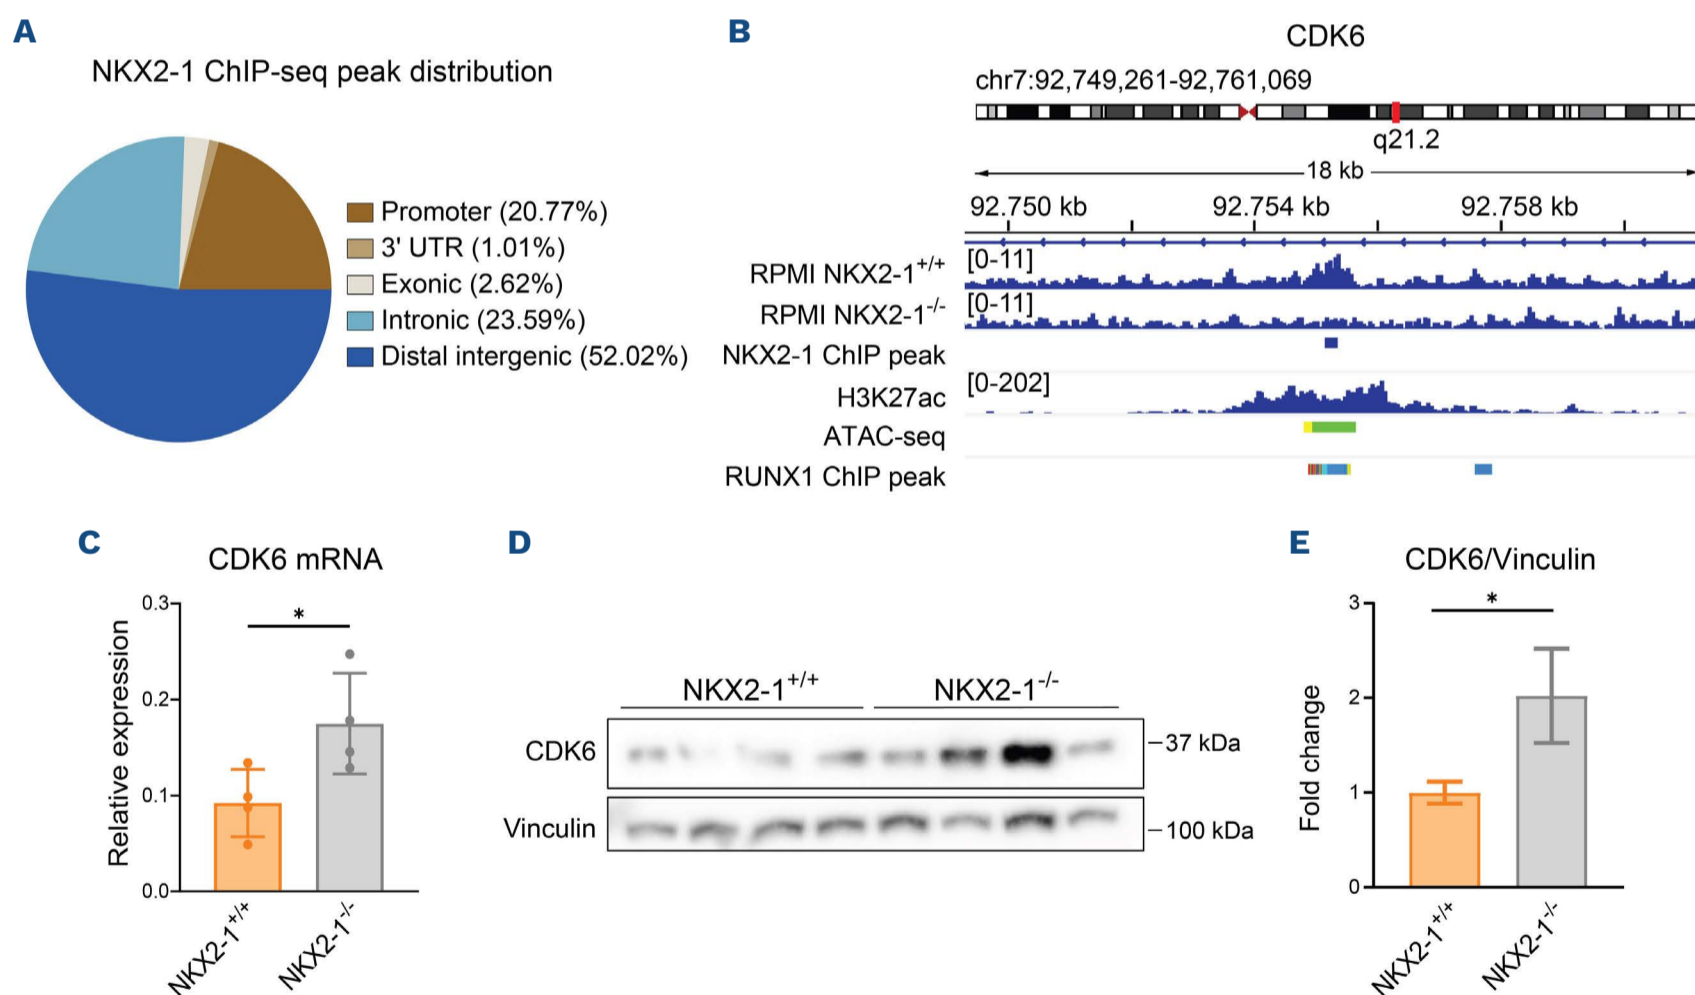 A
NKX2-1 ChIP-seq peak distribution
Promoter (20.77%)
3' UTR (1.01%)
Exonic (2.62%)
Intronic (23.59%)
Distal intergenic (52.02%)
B
CDK6
chr7:92,749,261-92,761,069
q21.2
18 kb
92.750 kb 92.754 kb 92.758 kb
RPMI NKX2-1+/+ [0-11]
RPMI NKX2-1-/- [0-11]
NKX2-1 ChIP peak
H3K27ac [0-202]
ATAC-seq
RUNX1 ChIP peak
C
CDK6 mRNA
*
Relative expression
0.3
0.2
0.1
0.0
NKX2-1+/+
NKX2-1-/-
D
NKX2-1+/+ NKX2-1-/-
CDK6
37 kDa
Vinculin
100 kDa
E
CDK6/Vinculin
*
Fold change
3
2
1
0
NKX2-1+/+
NKX2-1-/-